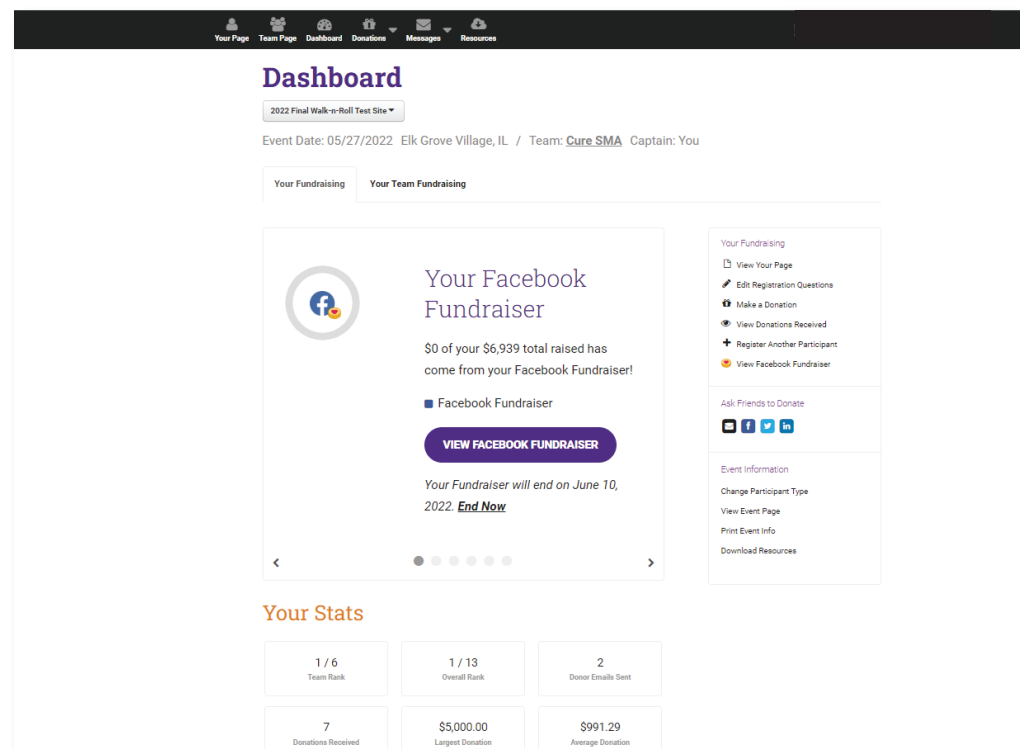 Your Page Team Page Dashboard Donations Messages Resources
Dashboard
2022 Final Walk-n-Roll Test Site
Event Date: 05/27/2022 Elk Grove Village, IL / Team: Cure SMA Captain: You
Your Fundraising Your Team Fundraising
Your Facebook
Fundraiser
$0 of your $6,939 total raised has
come from your Facebook Fundraiser!
Facebook Fundraiser
VIEW FACEBOOK FUNDRAISER
Your Fundraiser will end on June 10,
2022. End Now
Your Fundraising
View Your Page
Edit Registration Questions
Make a Donation
View Donations Received
Register Another Participant
View Facebook Fundraiser
Ask Friends to Donate
Event Information
Change Participant Type
View Event Page
Print Event Info
Download Resources
Your Stats
1 / 6
Team Rank
1 / 13
Overall Rank
2
Donor Emails Sent
7
Donations Received
$5,000.00
Largest Donation
$991.29
Average Donation